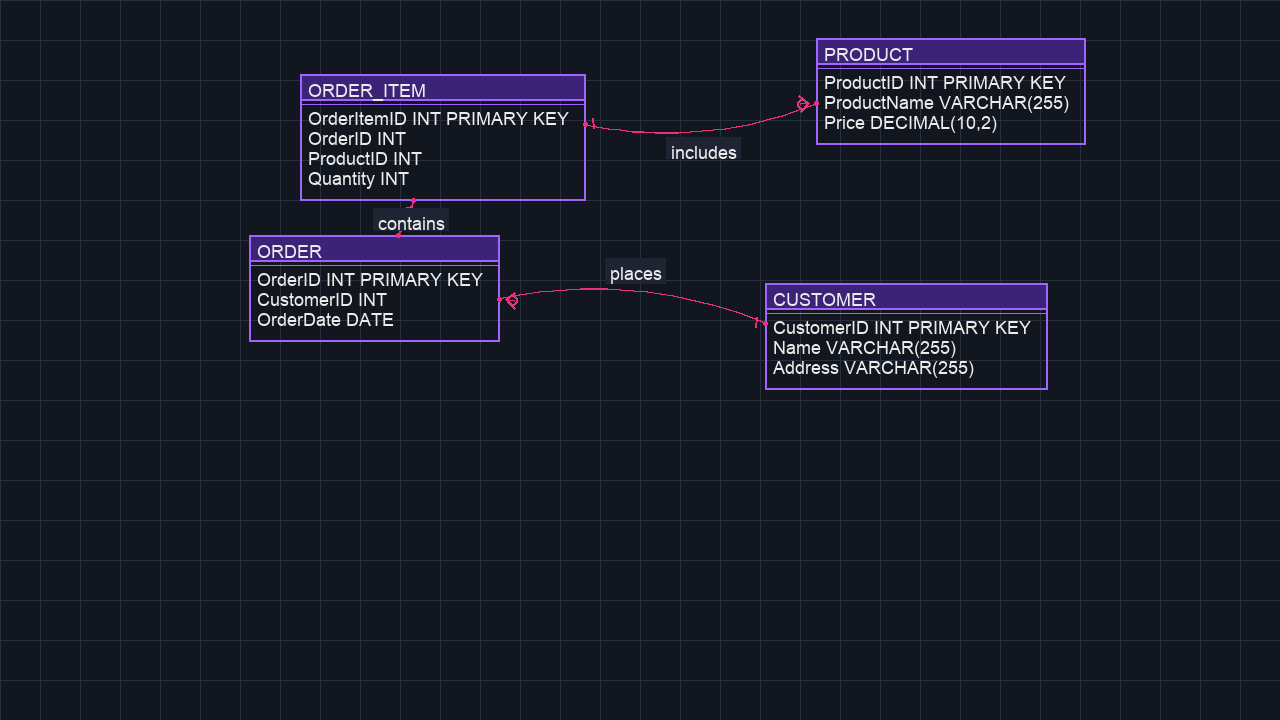 PRODUCT
ProductID INT PRIMARY KEY
ProductName VARCHAR(255)
Price DECIMAL(10,2)
ORDER_ITEM
OrderItemID INT PRIMARY KEY
OrderID INT
ProductID INT
Quantity INT
includes
contains
ORDER
OrderID INT PRIMARY KEY
CustomerID INT
OrderDate DATE
places
CUSTOMER
CustomerID INT PRIMARY KEY
Name VARCHAR(255)
Address VARCHAR(255)